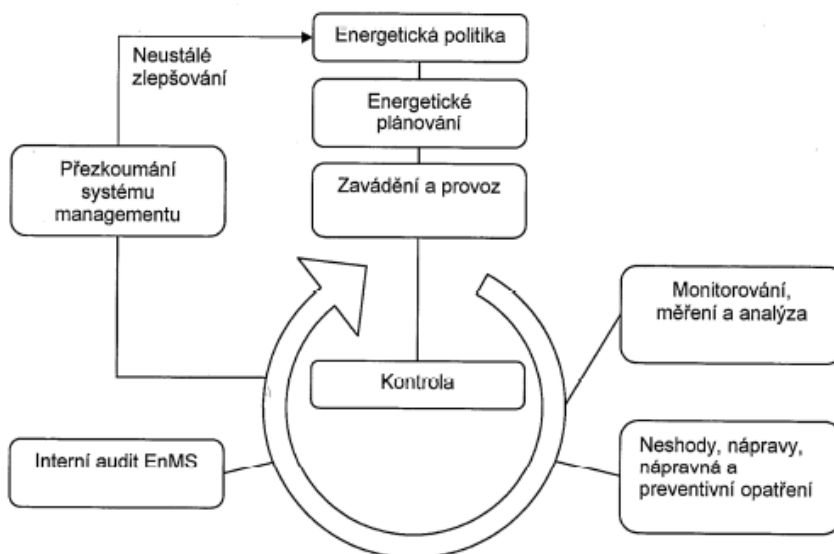 Energetická politika
Neustálé
zlepšování
Energetické
plánování
Přezkoumání
systému
managementu
Zavádění a provoz
Monitorování,
měření a analýza
Kontrola
Interní audit EnMS
Neshody, nápravy,
nápravná a
preventivní opatření